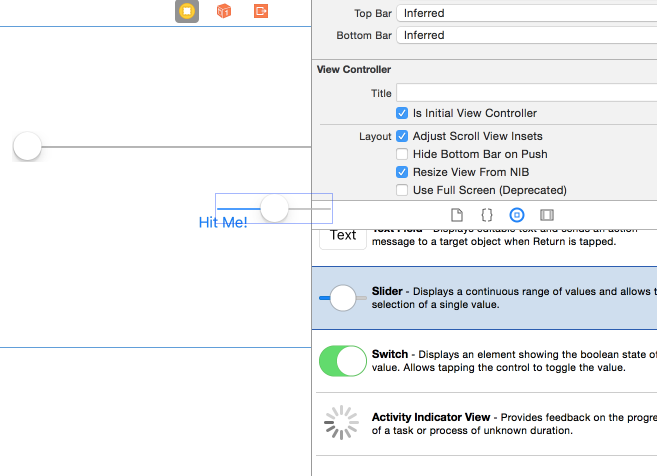 Top Bar Inferred
Bottom Bar Inferred
View Controller
Title
Is Initial View Controller
Layout Adjust Scroll View Insets
Hide Bottom Bar on Push
Resize View From NIB
Use Full Screen (Deprecated)
Hit Me!
Text
Text Field - Displays editable text and sends an action
message to a target object when Return is tapped.
Slider - Displays a continuous range of values and allows t
selection of a single value.
Switch - Displays an element showing the boolean state of
value. Allows tapping the control to toggle the value.
Activity Indicator View - Provides feedback on the progre
of a task or process of unknown duration.